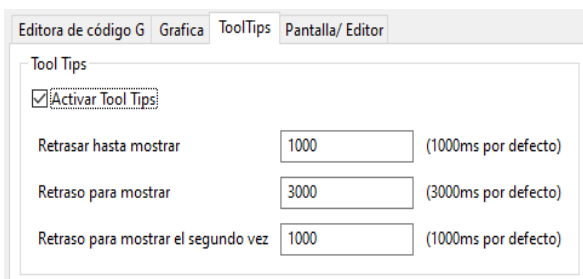 Editora de código G Grafica ToolTips Pantalla/ Editor
Tool Tips
Activar Tool Tips
Retrasar hasta mostrar 1000 (1000ms por defecto)
Retraso para mostrar 3000 (3000ms por defecto)
Retraso para mostrar el segundo vez 1000 (1000ms por defecto)